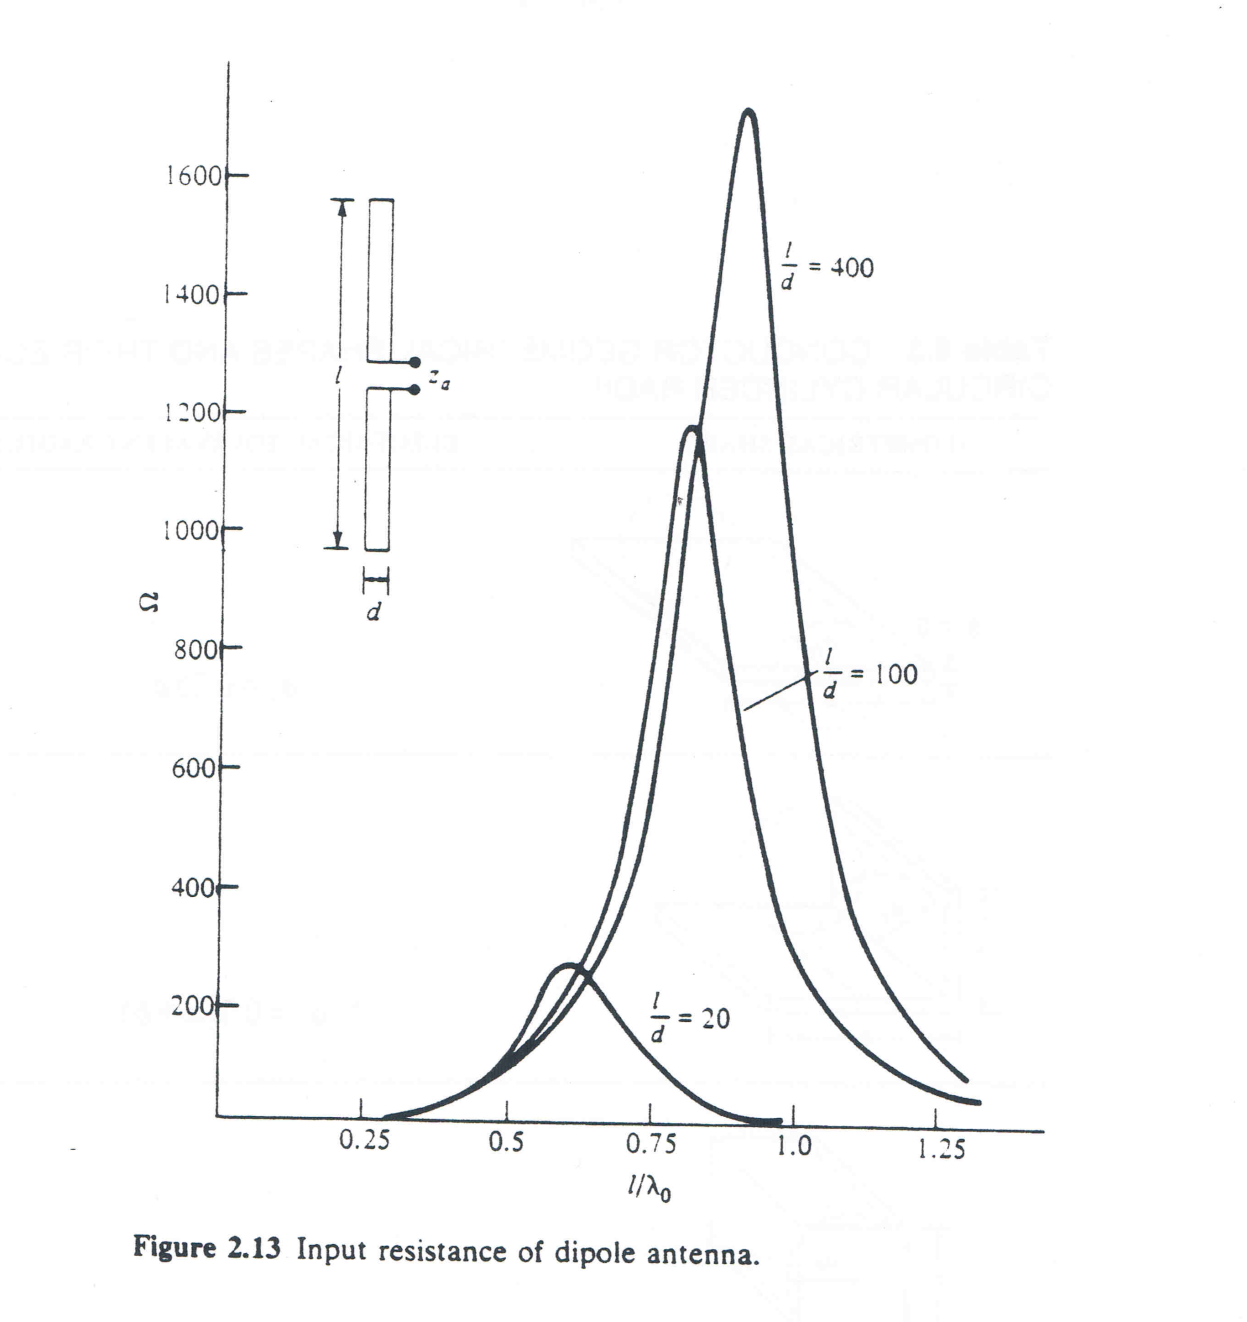 1600
1400
1200
1000
800
600
400
200
Ω
l
z_a
d
l/d = 400
l/d = 100
l/d = 20
0.25 0.5 0.75 1.0 1.25
l/λ₀
Figure 2.13 Input resistance of dipole antenna.